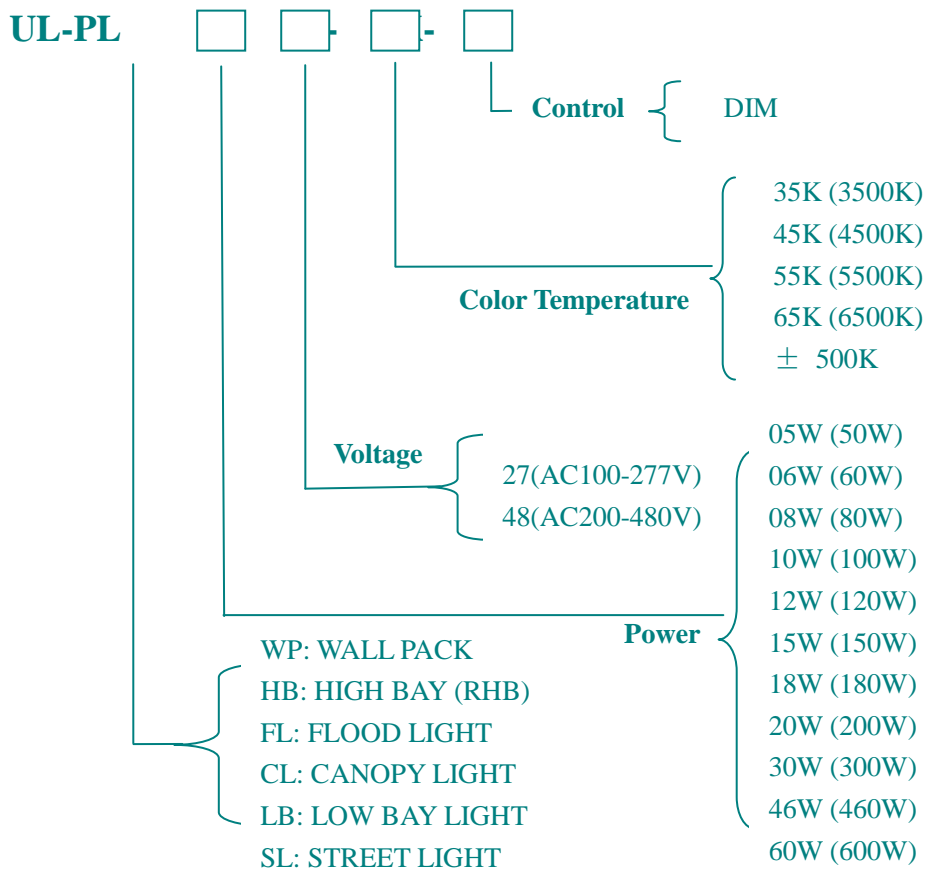 UL-PL - -
Control DIM
35K (3500K)
45K (4500K)
55K (5500K)
Color Temperature
65K (6500K)
± 500K
05W (50W)
Voltage
06W (60W)
27(AC100-277V)
48(AC200-480V)
08W (80W)
10W (100W)
12W (120W)
Power
15W (150W)
18W (180W)
20W (200W)
30W (300W)
46W (460W)
60W (600W)
WP: WALL PACK
HB: HIGH BAY (RHB)
FL: FLOOD LIGHT
CL: CANOPY LIGHT
LB: LOW BAY LIGHT
SL: STREET LIGHT